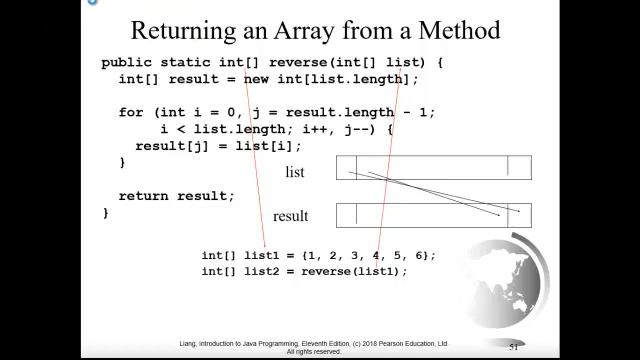 Returning an Array from a Method
public static int[] reverse(int[] list) {
int[] result = new int[list.length];
for (int i = 0, j = result.length - 1;
i < list.length; i++, j--) {
result[j] = list[i];
}
return result;
}
list
result
int[] list1 = {1, 2, 3, 4, 5, 6};
int[] list2 = reverse(list1);
Liang, Introduction to Java Programming, Eleventh Edition, (c) 2018 Pearson Education, Ltd.
All rights reserved.
51